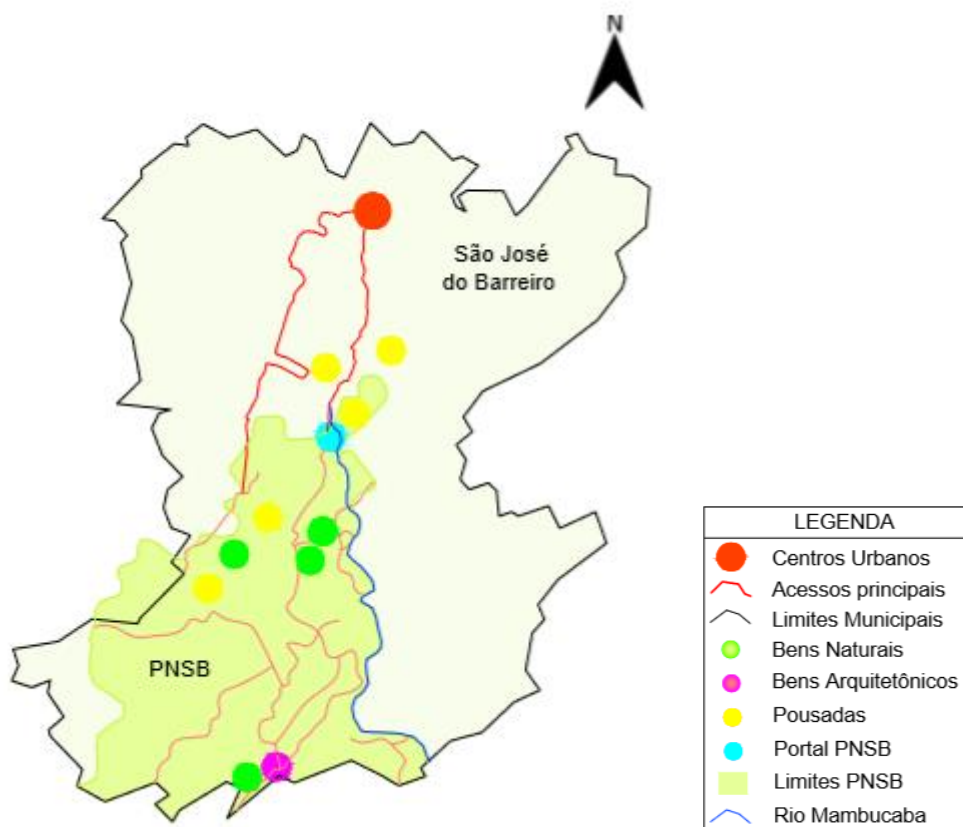 N
São José
do Barreiro
PNSB
LEGENDA
Centros Urbanos
Acessos principais
Limites Municipais
Bens Naturais
Bens Arquitetônicos
Pousadas
Portal PNSB
Limites PNSB
Rio Mambucaba